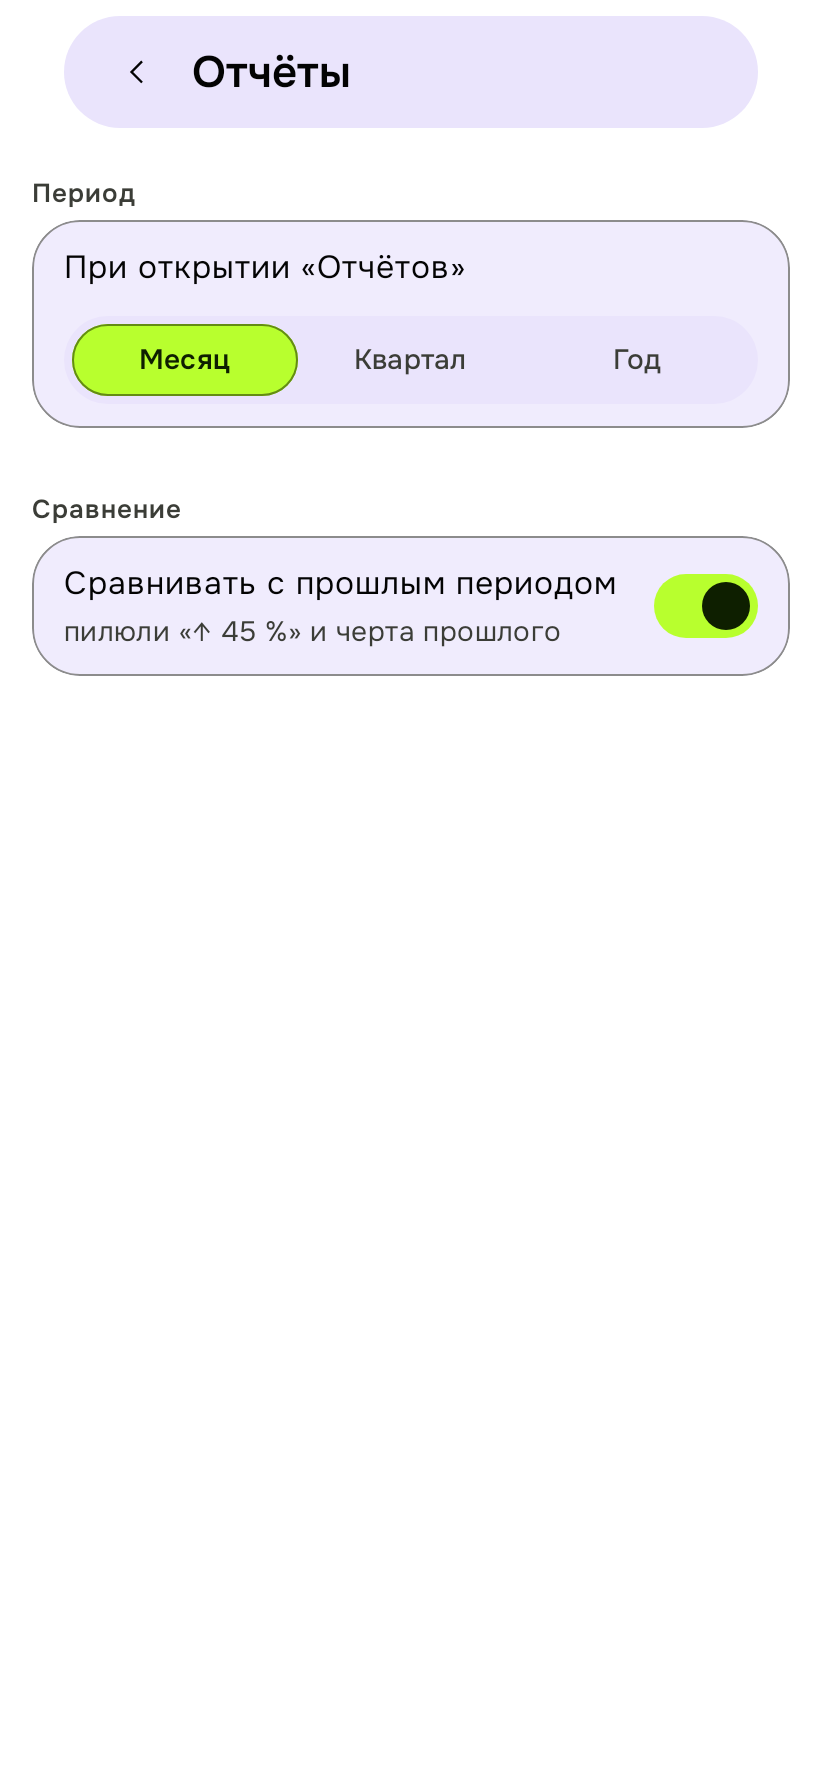 Отчёты
Период
При открытии «Отчётов»
Месяц Квартал Год
Сравнение
Сравнивать с прошлым периодом
пилюли «↑ 45 %» и черта прошлого